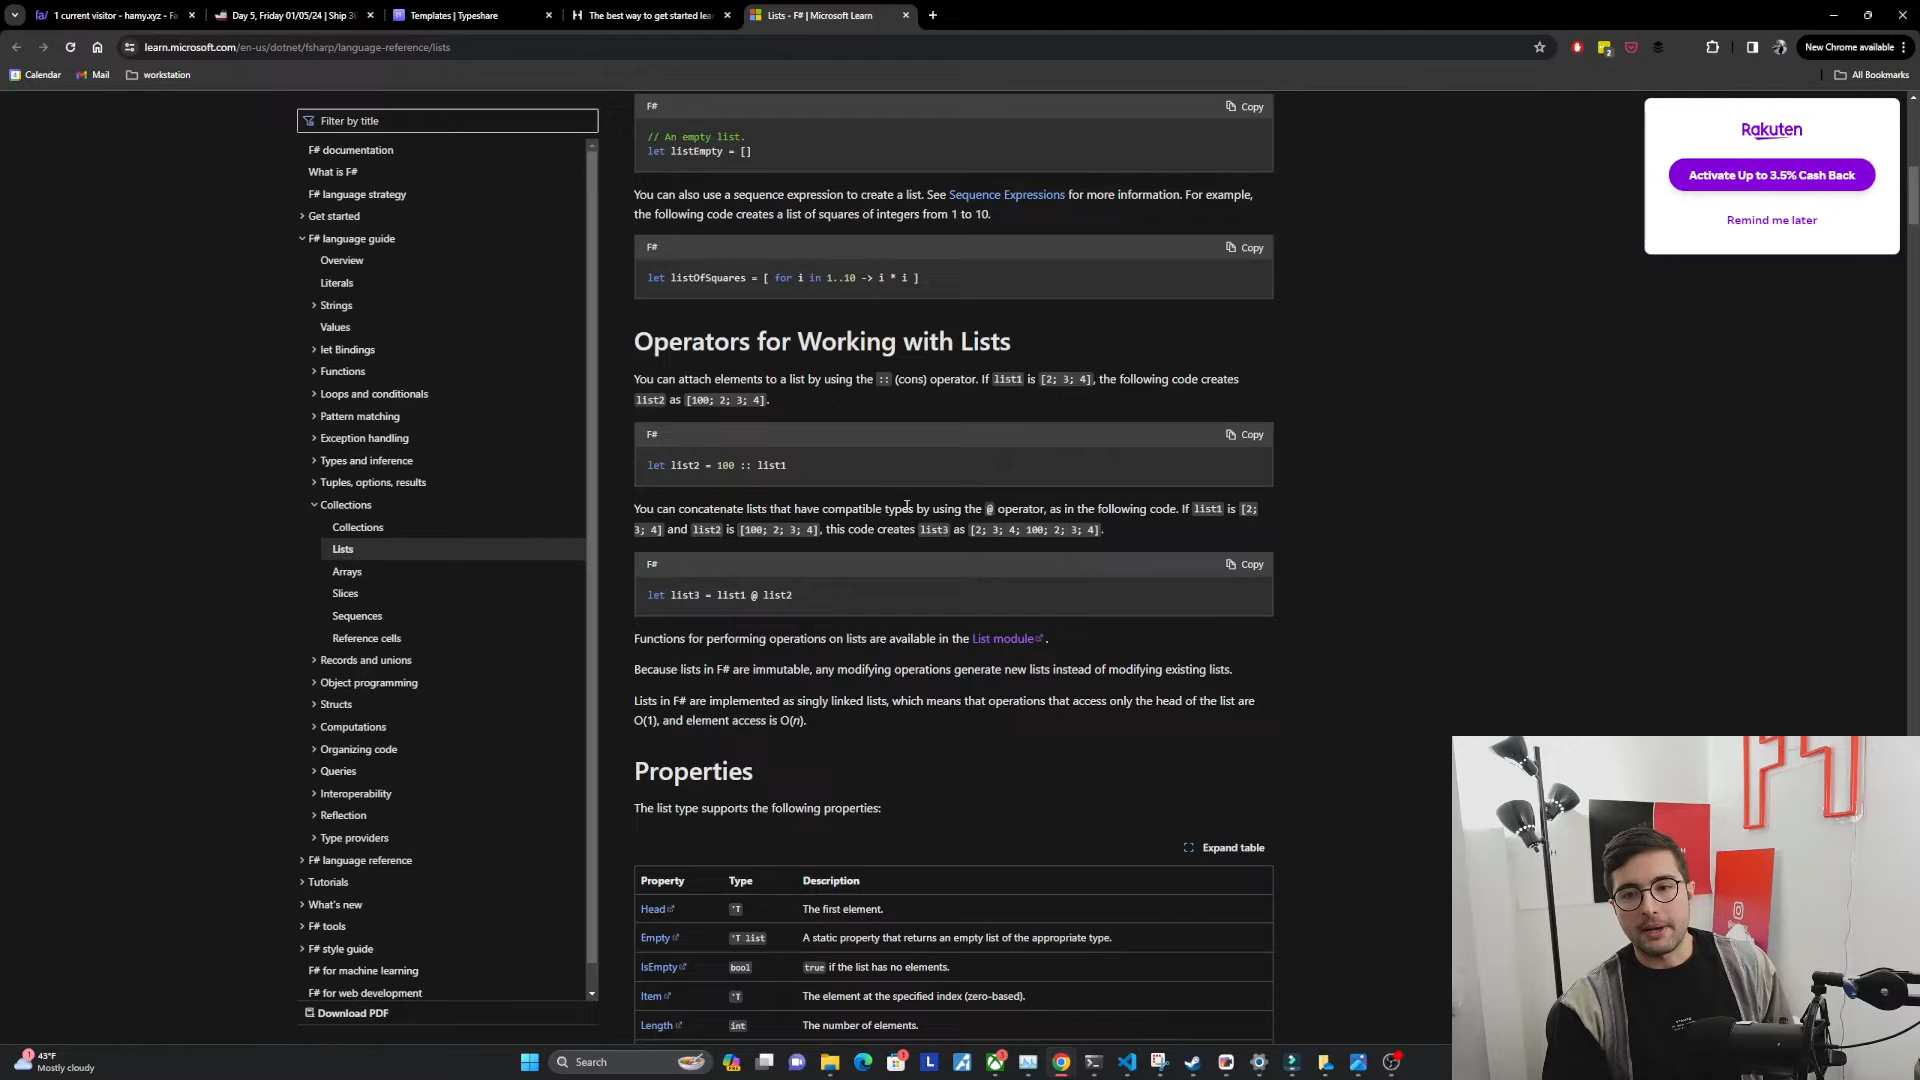 1 current visitor - hamy.xyz - Fa
Day 5, Friday 01/05/24 | Ship 30
Templates | Typeshare
The best way to get started lea
Lists - F# | Microsoft Learn
learn.microsoft.com/en-us/dotnet/fsharp/language-reference/lists
New Chrome available
Calendar
Mail
workstation
All Bookmarks
Filter by title
F# documentation
What is F#
F# language strategy
Get started
F# language guide
Overview
Literals
Strings
Values
let Bindings
Functions
Loops and conditionals
Pattern matching
Exception handling
Types and inference
Tuples, options, results
Collections
Collections
Lists
Arrays
Slices
Sequences
Reference cells
Records and unions
Object programming
Structs
Computations
Organizing code
Queries
Interoperability
Reflection
Type providers
F# language reference
Tutorials
What's new
F# tools
F# style guide
F# for machine learning
F# for web development
Download PDF
F#
Copy
// An empty list.
let listEmpty = []
You can also use a sequence expression to create a list. See Sequence Expressions for more information. For example,
the following code creates a list of squares of integers from 1 to 10.
F#
Copy
let listOfSquares = [ for i in 1..10 -> i * i ]
Operators for Working with Lists
You can attach elements to a list by using the :: (cons) operator. If list1 is [2; 3; 4], the following code creates
list2 as [100; 2; 3; 4].
F#
Copy
let list2 = 100 :: list1
You can concatenate lists that have compatible types by using the @ operator, as in the following code. If list1 is [2;
3; 4] and list2 is [100; 2; 3; 4], this code creates list3 as [2; 3; 4; 100; 2; 3; 4].
F#
Copy
let list3 = list1 @ list2
Functions for performing operations on lists are available in the List module.
Because lists in F# are immutable, any modifying operations generate new lists instead of modifying existing lists.
Lists in F# are implemented as singly linked lists, which means that operations that access only the head of the list are
O(1), and element access is O(n).
Properties
The list type supports the following properties:
Expand table
Property Type Description
Head 'T The first element.
Empty 'T list A static property that returns an empty list of the appropriate type.
IsEmpty bool true if the list has no elements.
Item 'T The element at the specified index (zero-based).
Length int The number of elements.
Rakuten
Activate Up to 3.5% Cash Back
Remind me later
43°F
Mostly cloudy
Search